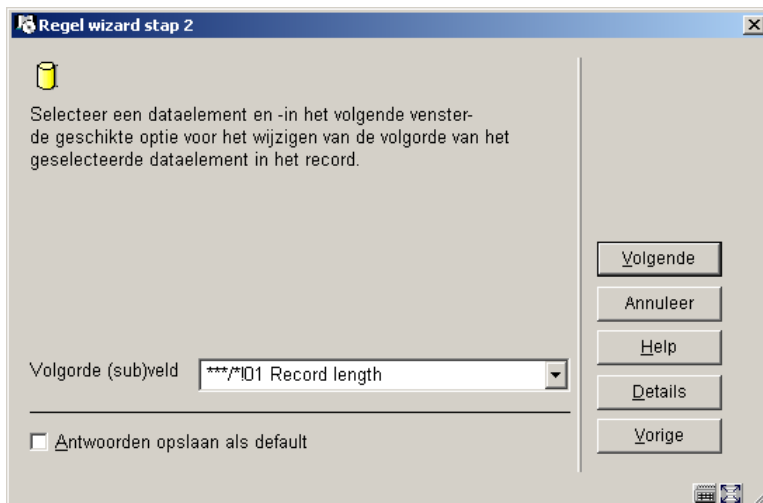 Regel wizard stap 2
Selecteer een dataelement en -in het volgende venster-
de geschikte optie voor het wijzigen van de volgorde van het
geselecteerde dataelement in het record.
Volgorde (sub)veld
***/*!01 Record length
Antwoorden opslaan als default
Volgende
Annuleer
Help
Details
Vorige